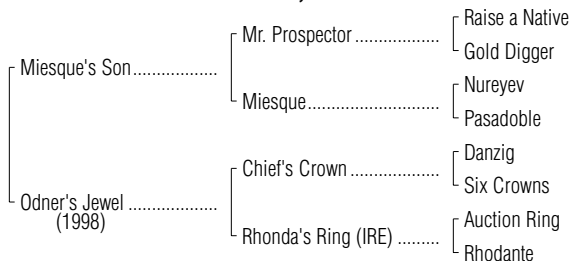 Raise a Native
Mr. Prospector ..................
Gold Digger
Miesque's Son..................
Nureyev
Miesque............................
Pasadoble
Danzig
Chief's Crown ...................
Six Crowns
Odner's Jewel ...................
(1998)
Auction Ring
Rhonda's Ring (IRE) .........
Rhodante